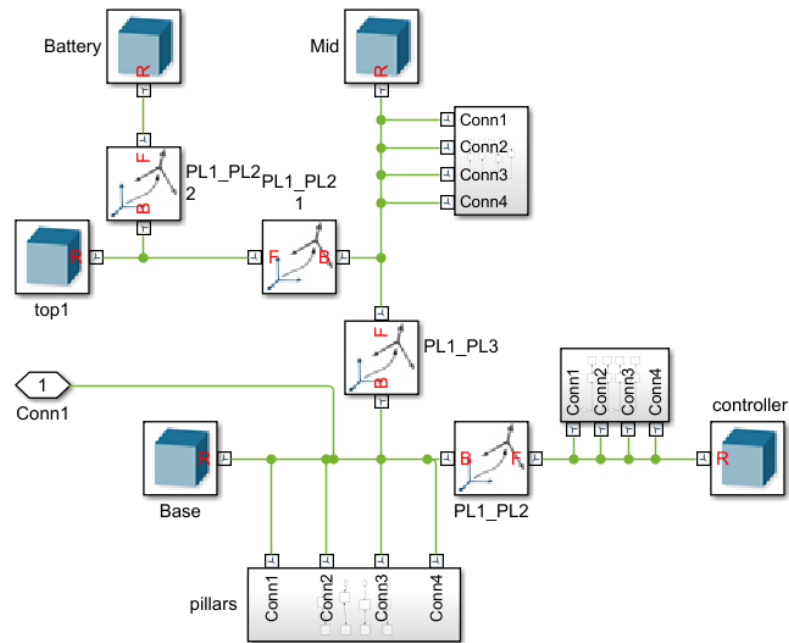 Battery
R
Mid
R
Conn1
Conn2
Conn3
Conn4
F
B
PL1_PL2
2
PL1_PL2
1
R
top1
F
B
F
B
PL1_PL3
1
Conn1
Conn1
Conn2
Conn3
Conn4
controller
R
Base
R
B
F
PL1_PL2
pillars
Conn1
Conn2
Conn3
Conn4